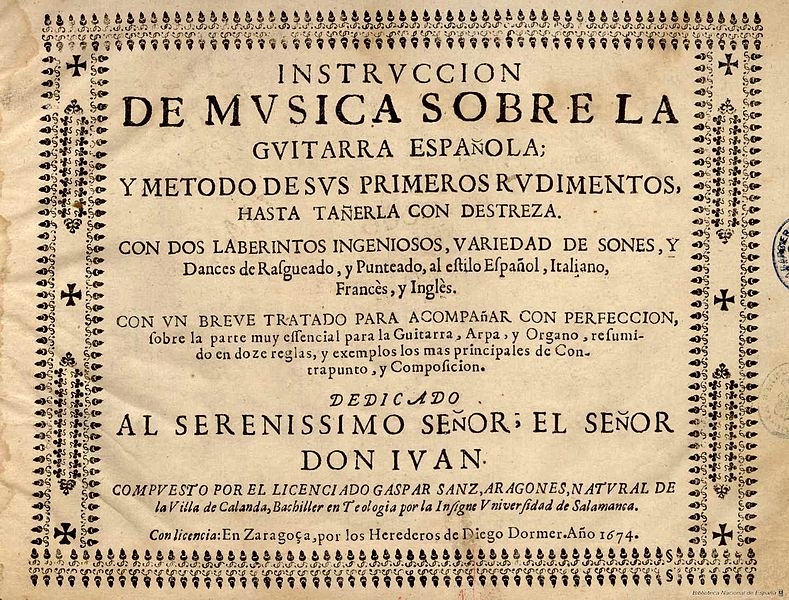 INSTRVCCION
DE MVSICA SOBRE LA
GVITARRA ESPAÑOLA;
Y METODO DE SVS PRIMEROS RVDIMENTOS,
HASTA TAÑERLA CON DESTREZA.
CON DOS LABERINTOS INGENIOSOS, VARIEDAD DE SONES, Y
Dances de Raſgueado, y Punteado, al eſtilo Eſpañol, Italiano,
Francès, y Inglès.
CON VN BREVE TRATADO PARA ACOMPAÑAR CON PERFECCION,
ſobre la parte muy eſſencial para la Guitarra, Arpa, y Organo, reſumi-
do en doze reglas, y exemplos los mas principales de Con-
trapunto, y Compoſicion.
DEDICADO
AL SERENISSIMO SEÑOR; EL SEÑOR
DON IVAN.
COMPVESTO POR EL LICENCIADO GASPAR SANZ, ARAGONES, NATVRAL DE
la Villa de Calanda, Bachiller en Teologia por la Inſigne Vniverſidad de Salamanca.
Con licencia: En Zaragoça, por los Herederos de Diego Dormer. Año 1674.
Biblioteca Nacional de España